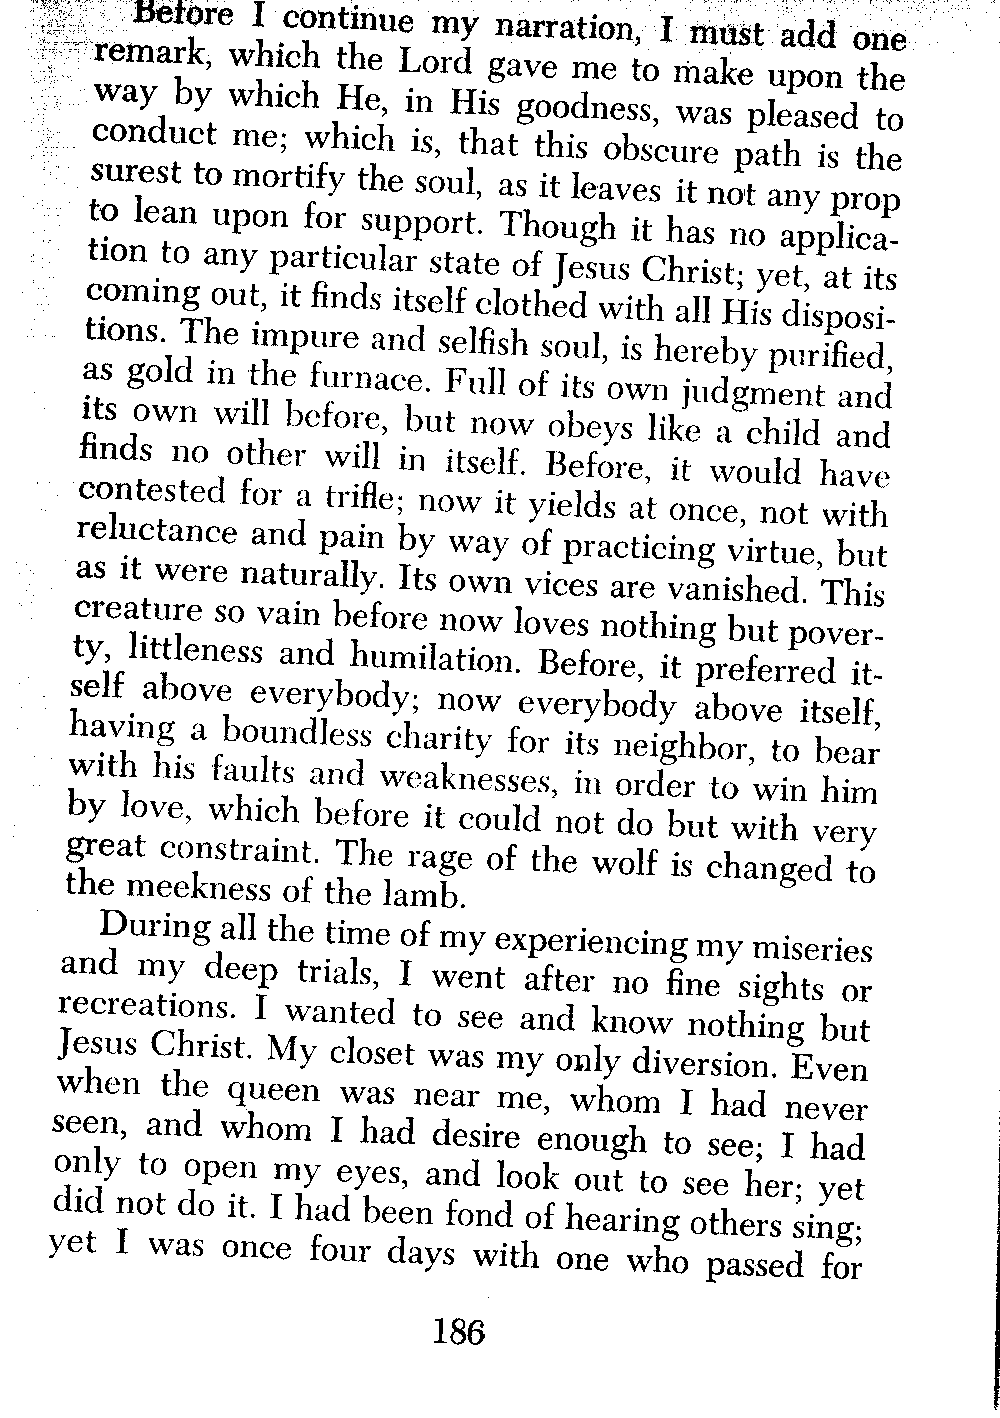 Before I continue my narration, I must add one
remark, which the Lord gave me to make upon the
way by which He, in His goodness, was pleased to
conduct me; which is, that this obscure path is the
surest to mortify the soul, as it leaves it not any prop
to lean upon for support. Though it has no applica-
tion to any particular state of Jesus Christ; yet, at its
coming out, it finds itself clothed with all His disposi-
tions. The impure and selfish soul, is hereby purified,
as gold in the furnace. Full of its own judgment and
its own will before, but now obeys like a child and
finds no other will in itself. Before, it would have
contested for a trifle; now it yields at once, not with
reluctance and pain by way of practicing virtue, but
as it were naturally. Its own vices are vanished. This
creature so vain before now loves nothing but pover-
ty, littleness and humilation. Before, it preferred it-
self above everybody; now everybody above itself,
having a boundless charity for its neighbor, to bear
with his faults and weaknesses, in order to win him
by love, which before it could not do but with very
great constraint. The rage of the wolf is changed to
the meekness of the lamb.
During all the time of my experiencing my miseries
and my deep trials, I went after no fine sights or
recreations. I wanted to see and know nothing but
Jesus Christ. My closet was my only diversion. Even
when the queen was near me, whom I had never
seen, and whom I had desire enough to see; I had
only to open my eyes, and look out to see her; yet
did not do it. I had been fond of hearing others sing;
yet I was once four days with one who passed for
186